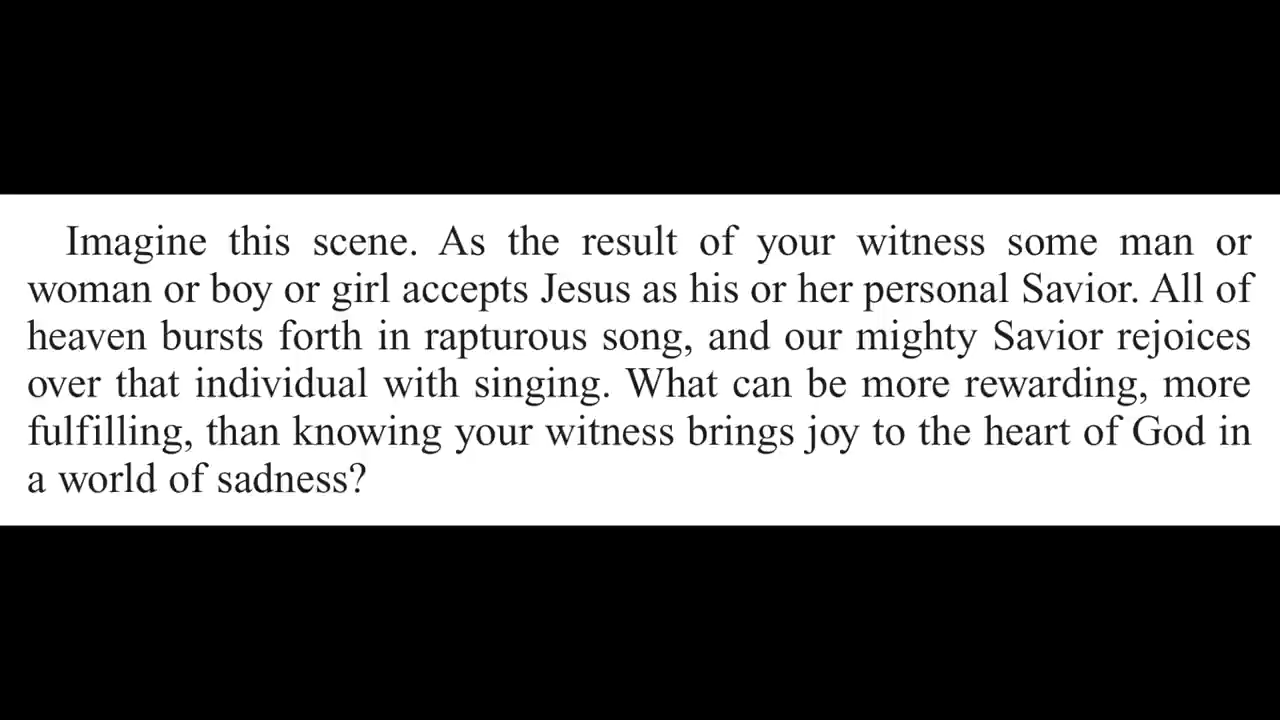 Imagine this scene. As the result of your witness some man or
woman or boy or girl accepts Jesus as his or her personal Savior. All of
heaven bursts forth in rapturous song, and our mighty Savior rejoices
over that individual with singing. What can be more rewarding, more
fulfilling, than knowing your witness brings joy to the heart of God in
a world of sadness?